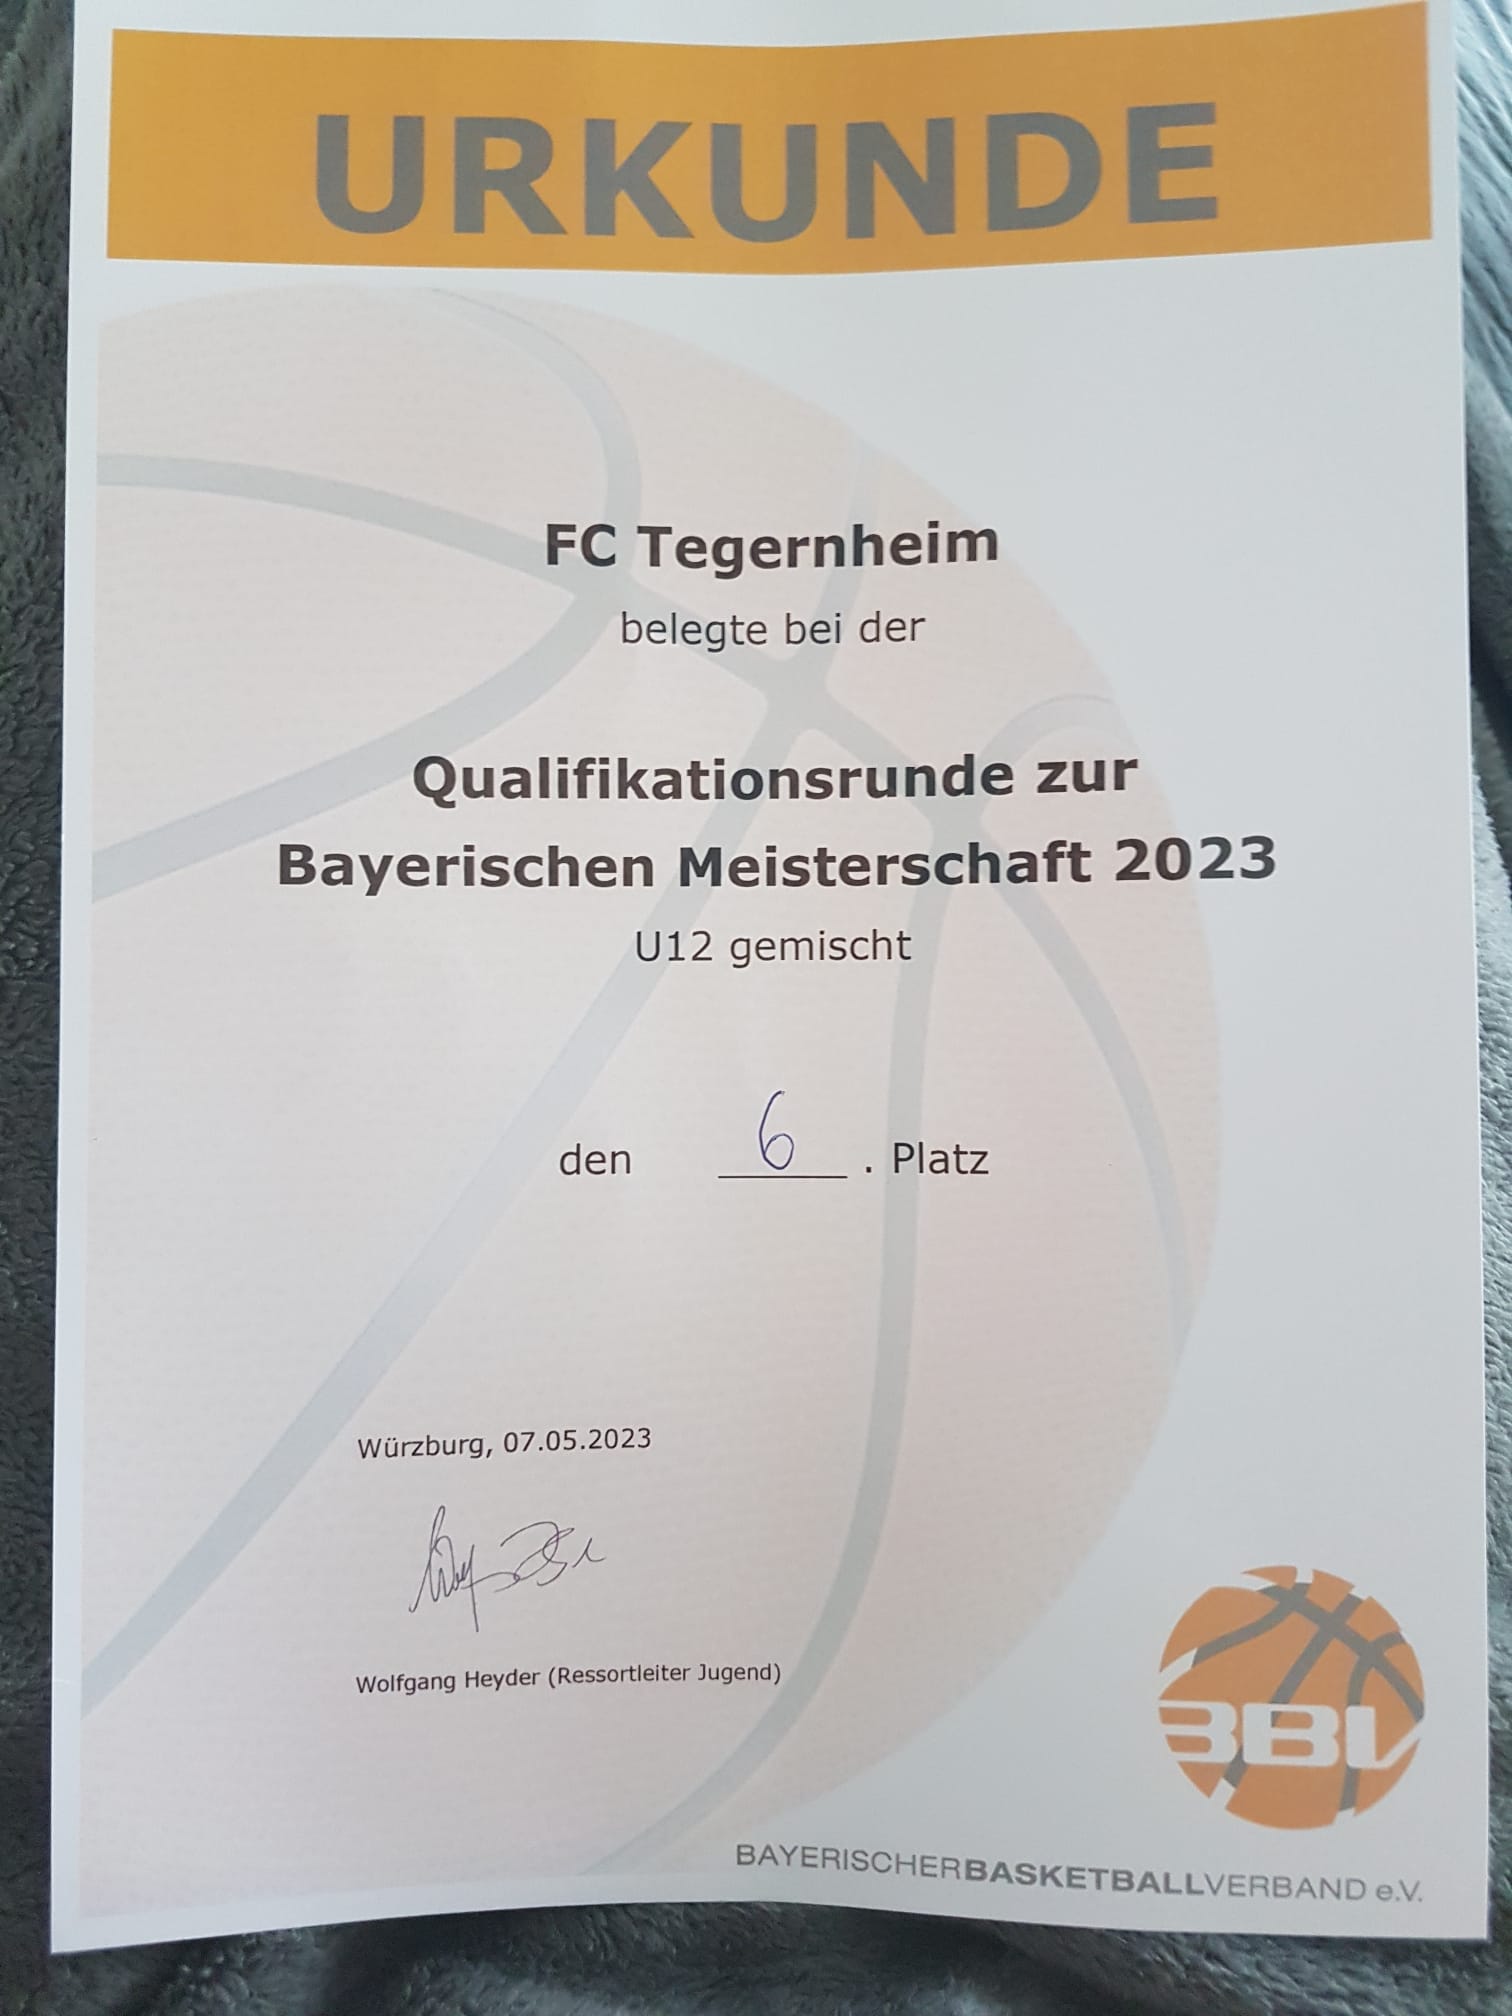 URKUNDE
FC Tegernheim
belegte bei der
Qualifikationsrunde zur
Bayerischen Meisterschaft 2023
U12 gemischt
den 6 . Platz
Würzburg, 07.05.2023
Wolfgang Heyder (Ressortleiter Jugend)
BBV
BAYERISCHERBASKETBALLVERBAND e.V.